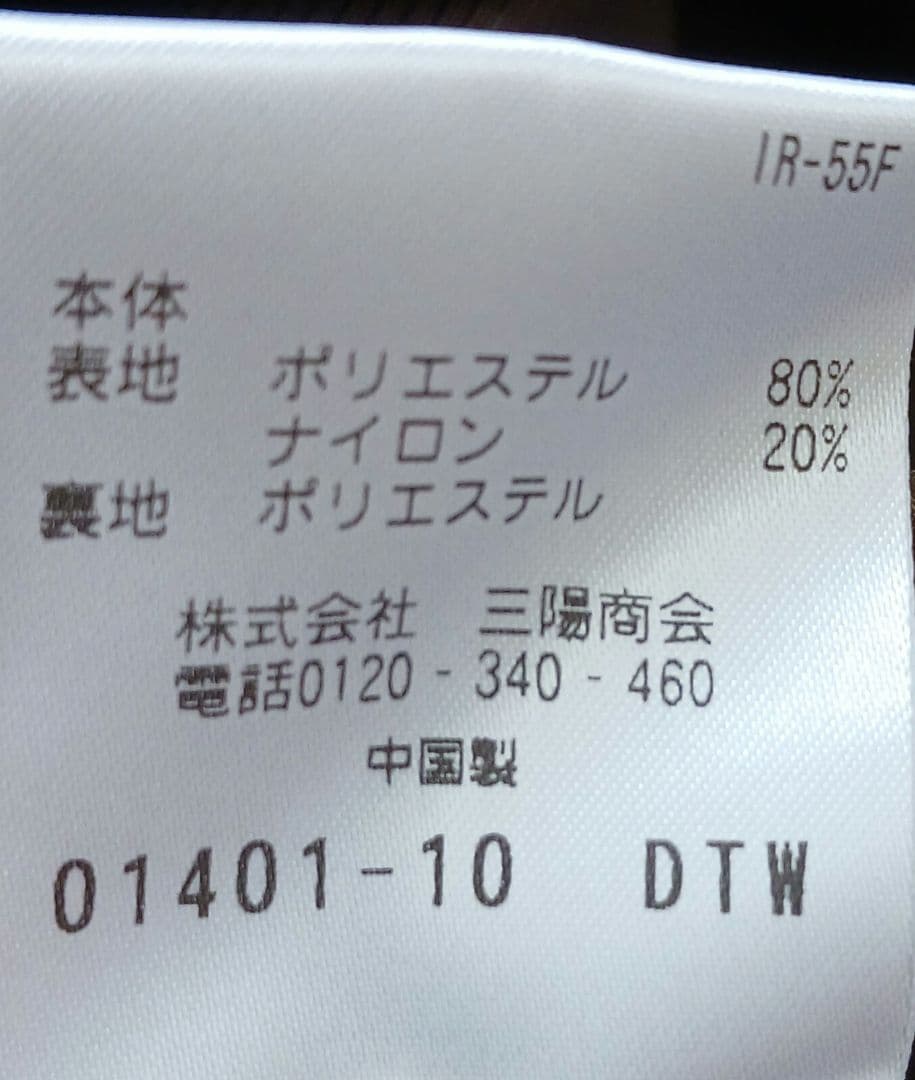 IR-55F
本体
表地 ポリエステル 80%
ナイロン 20%
裏地 ポリエステル
株式会社 三陽商会
電話0120-340-460
中国製
01401-10 DTW